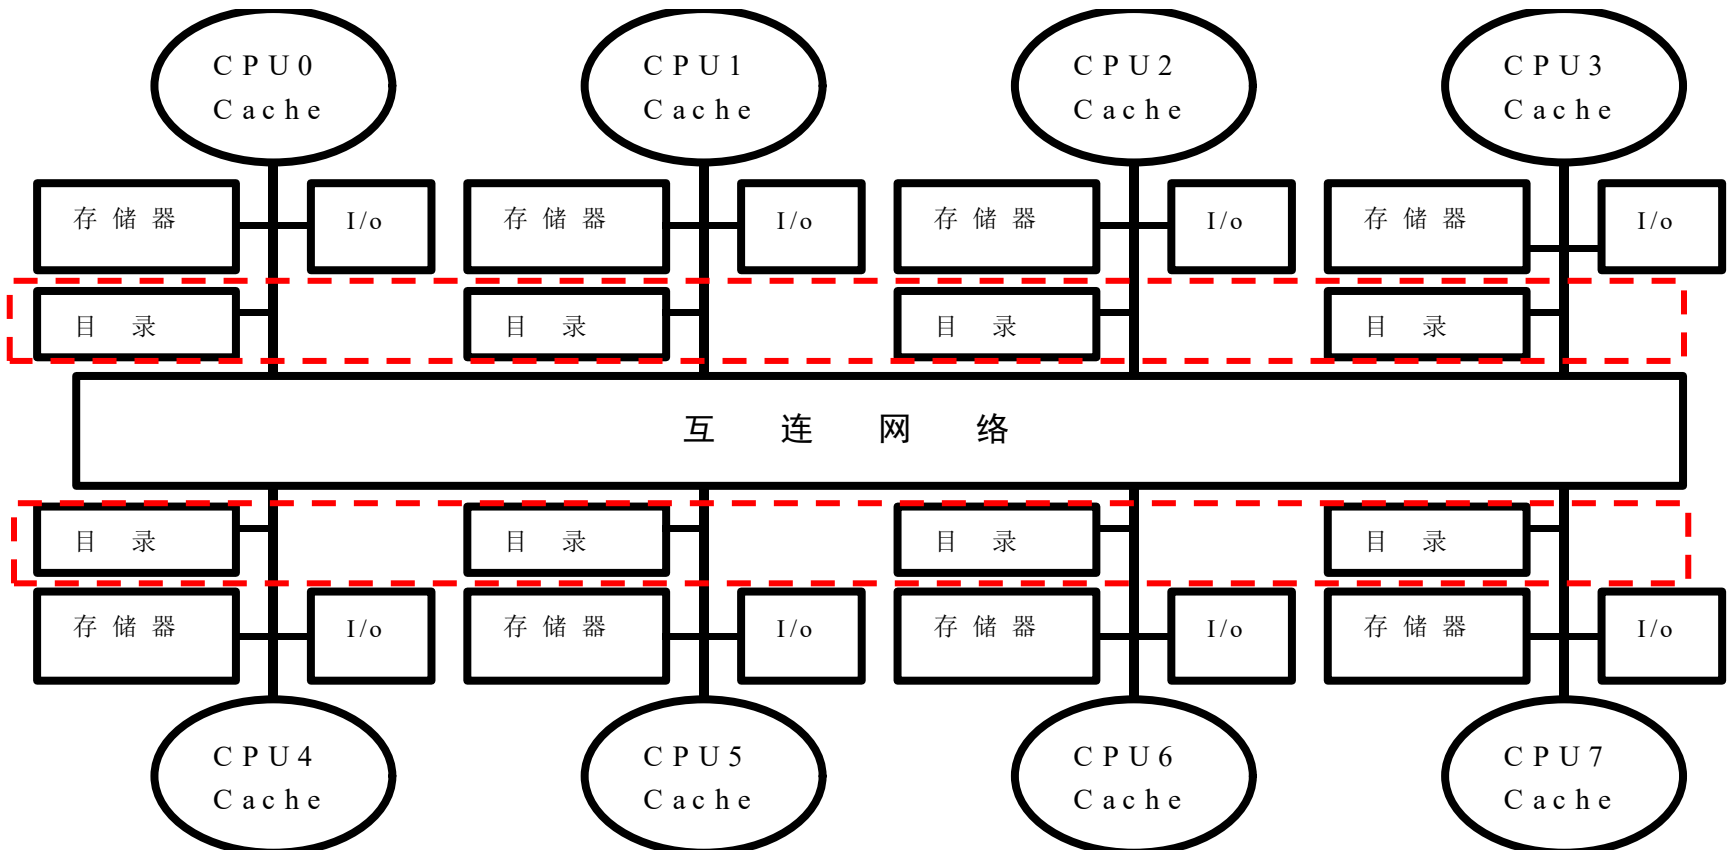 CPU0
Cache
CPU1
Cache
CPU2
Cache
CPU3
Cache
存储器
I/o
存储器
I/o
存储器
I/o
存储器
I/o
目 录
目 录
目 录
目 录
互 连 网 络
目 录
目 录
目 录
目 录
存储器
I/o
存储器
I/o
存储器
I/o
存储器
I/o
CPU4
Cache
CPU5
Cache
CPU6
Cache
CPU7
Cache